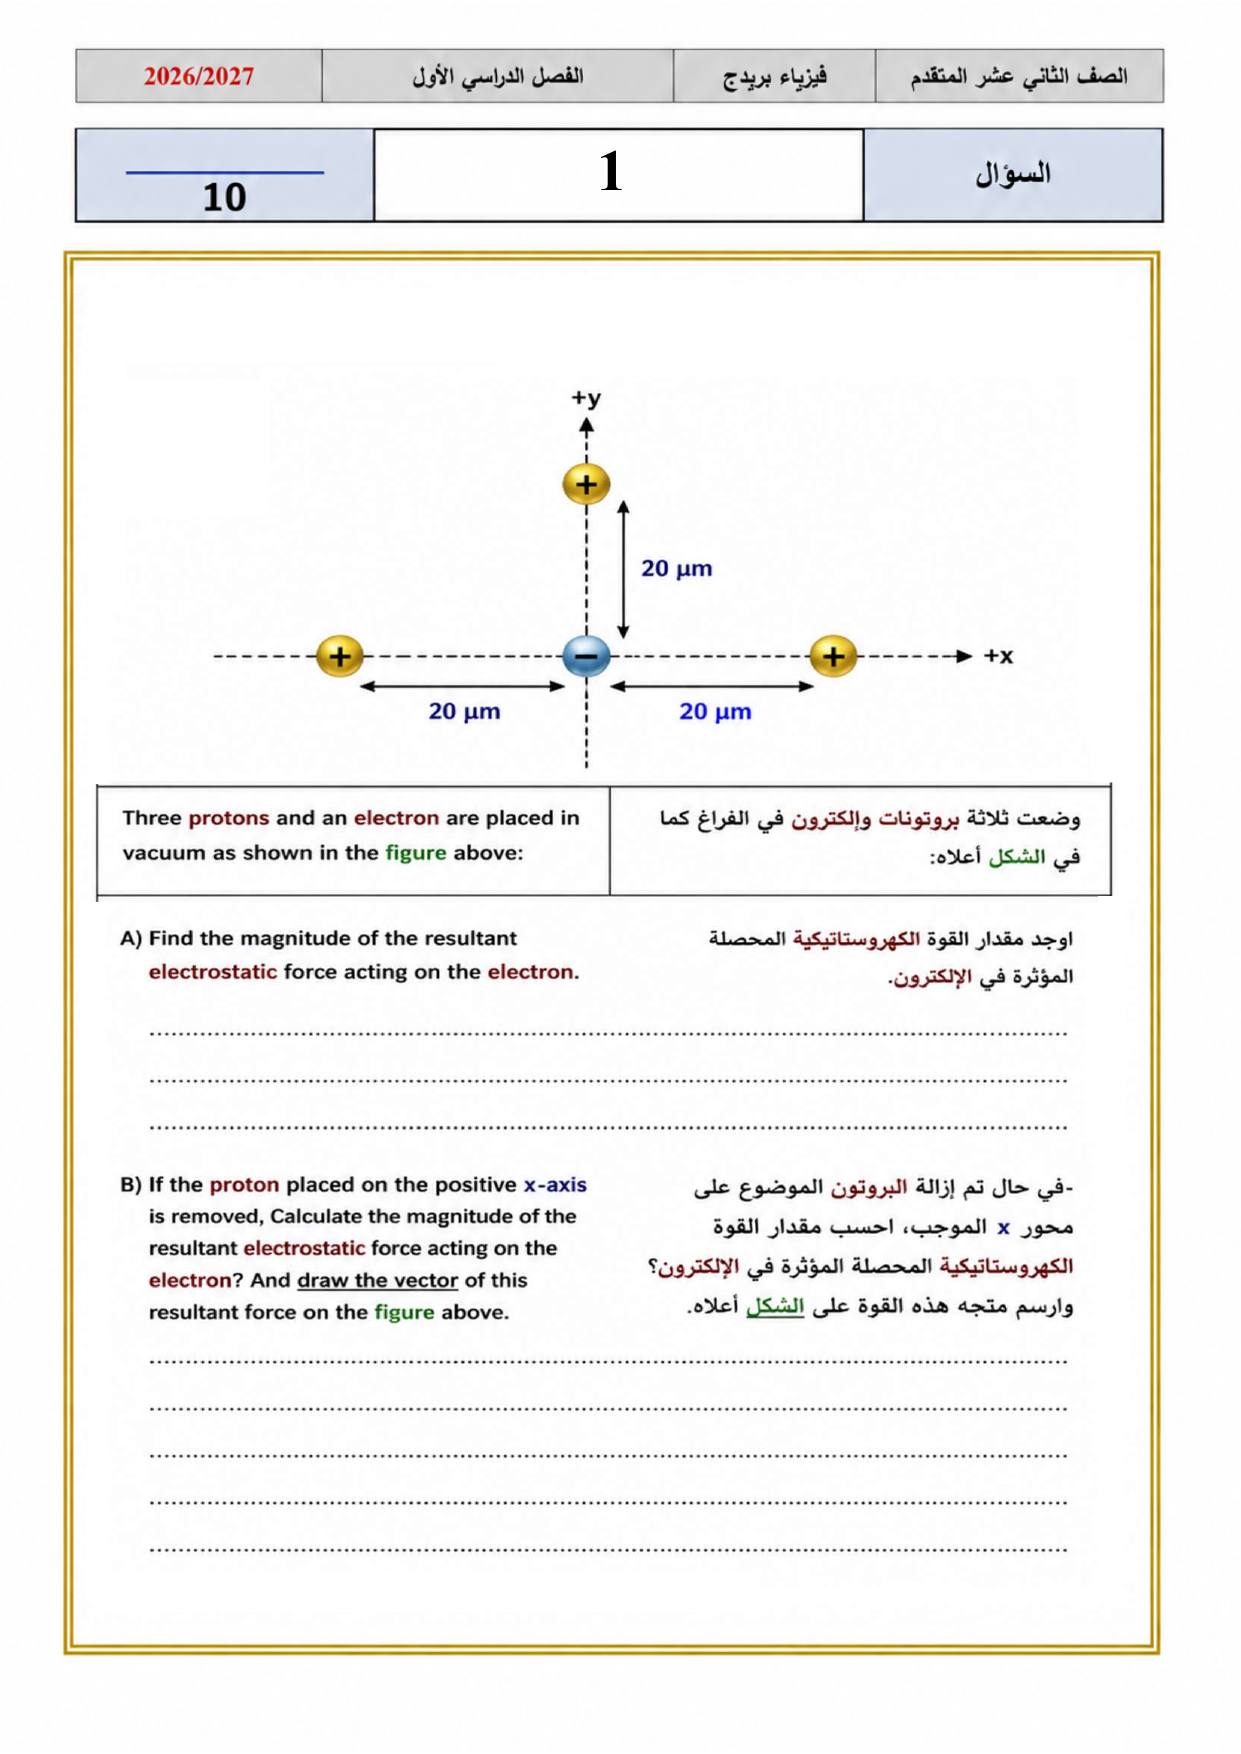 الصف الثاني عشر المتقدم
فيزياء بريدج
الفصل الدراسي الأول
2026/2027
السؤال
1
10
+y
+
20 µm
+
−
+
+x
20 µm
20 µm
Three protons and an electron are placed in
vacuum as shown in the figure above:
وضعت ثلاثة بروتونات وإلكترون في الفراغ كما
في الشكل أعلاه:
A) Find the magnitude of the resultant
electrostatic force acting on the electron.
اوجد مقدار القوة الكهروستاتيكية المحصلة
المؤثرة في الإلكترون.
B) If the proton placed on the positive x-axis
is removed, Calculate the magnitude of the
resultant electrostatic force acting on the
electron? And draw the vector of this
resultant force on the figure above.
-في حال تم إزالة البروتون الموضوع على
محور x الموجب، احسب مقدار القوة
الكهروستاتيكية المحصلة المؤثرة في الإلكترون؟
وارسم متجه هذه القوة على الشكل أعلاه.